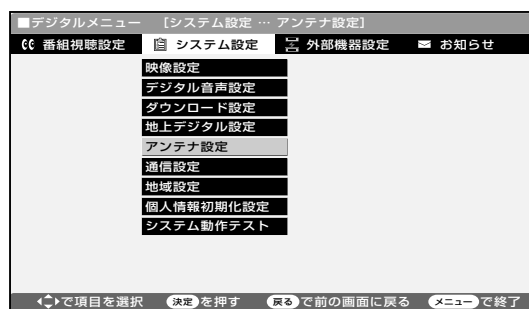 ■デジタルメニュー [システム設定 … アンテナ設定]
番組視聴設定 システム設定 外部機器設定 お知らせ
映像設定
デジタル音声設定
ダウンロード設定
地上デジタル設定
アンテナ設定
通信設定
地域設定
個人情報初期化設定
システム動作テスト
で項目を選択 決定を押す 戻るで前の画面に戻る メニューで終了